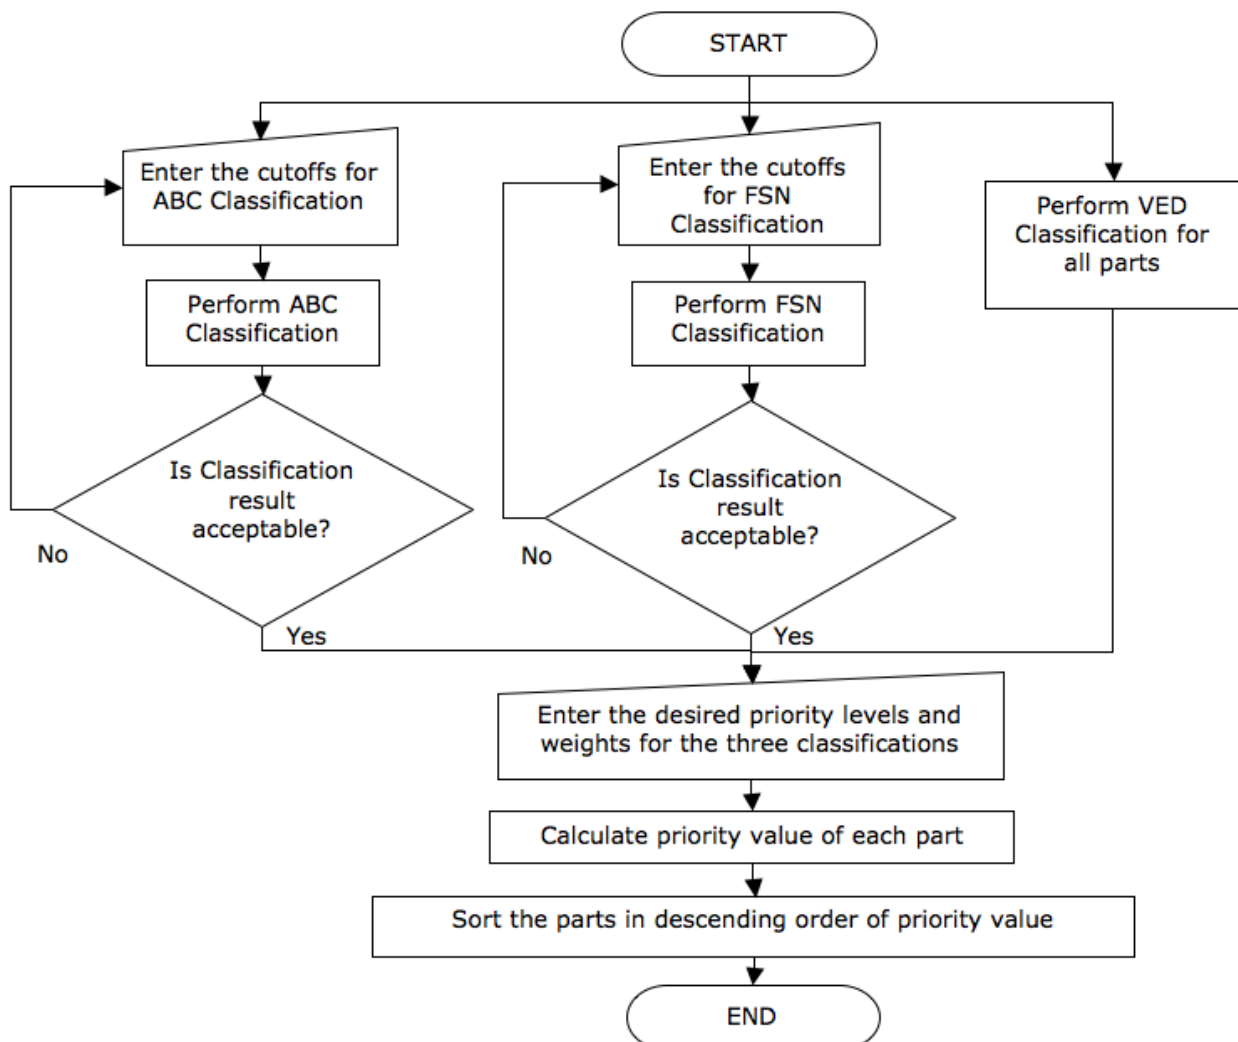 START
Enter the cutoffs for
ABC Classification
Enter the cutoffs
for FSN
Classification
Perform VED
Classification for
all parts
Perform ABC
Classification
Perform FSN
Classification
Is Classification
result
acceptable?
Is Classification
result
acceptable?
No
No
Yes
Yes
Enter the desired priority levels and
weights for the three classifications
Calculate priority value of each part
Sort the parts in descending order of priority value
END